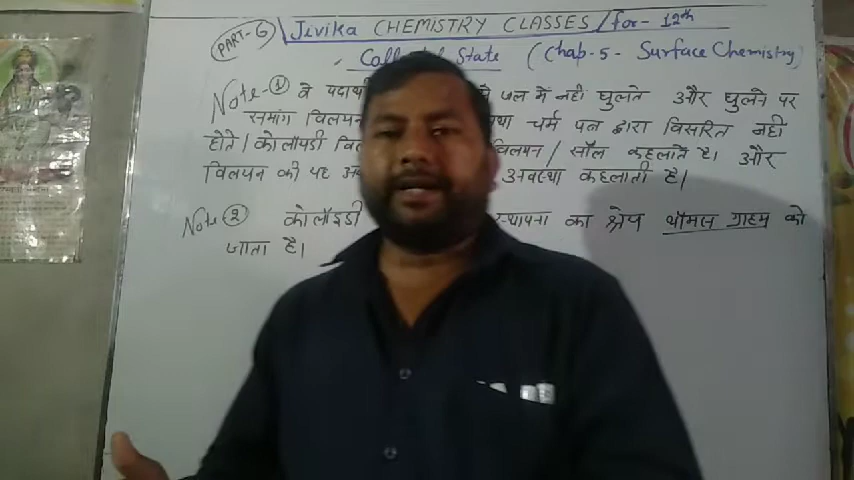 PART-6 Jivika CHEMISTRY CLASSES / for- 12th
State (Chap-5- Surface Chemistry)
Note ① वे पदार्थ जल में नही घुलते और घुलने पर
समांग विलयन तथा चर्म पत्र द्वारा विसरित नही
होते / कोलॉयडी विलयन / सॉल कहलाते है। और
विलयन की यह अवस्था कहलाती है।
Note ② कोलॉइडी स्थापना का श्रेय थॉमस ग्राहम को
जाता है।